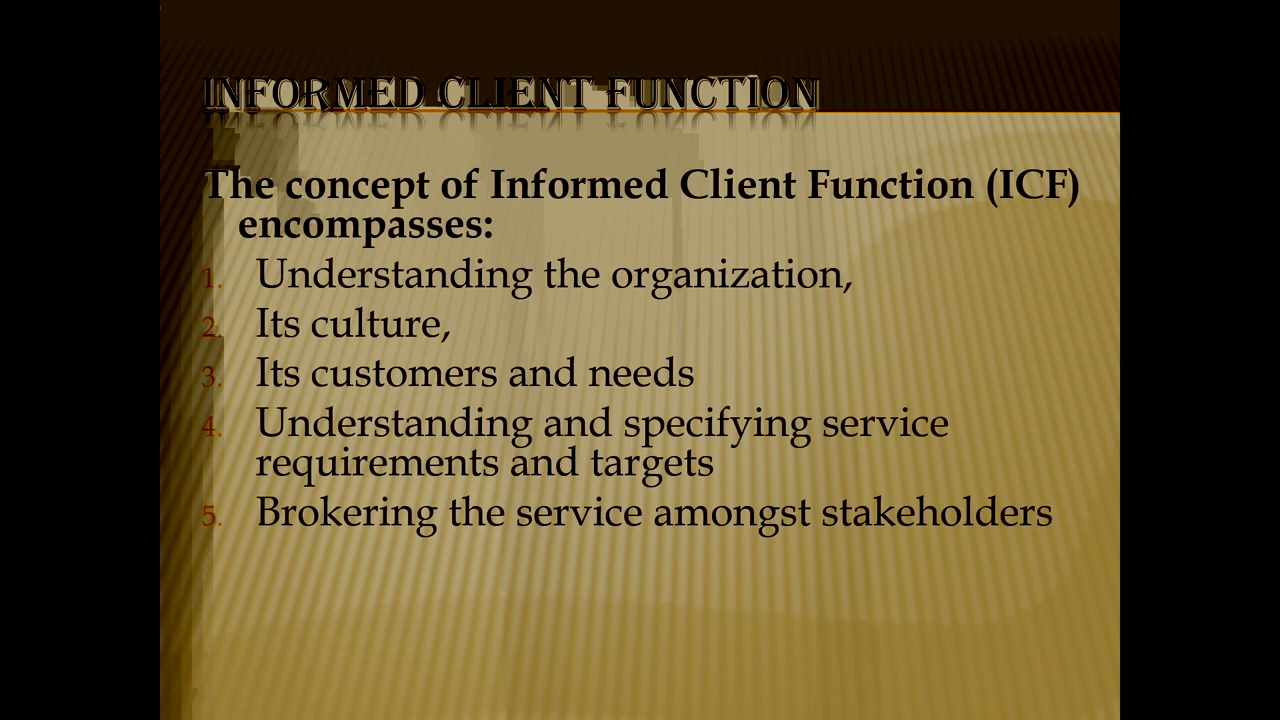 INFORMED CLIENT FUNCTION
The concept of Informed Client Function (ICF)
encompasses:
1. Understanding the organization,
2. Its culture,
3. Its customers and needs
4. Understanding and specifying service
requirements and targets
5. Brokering the service amongst stakeholders